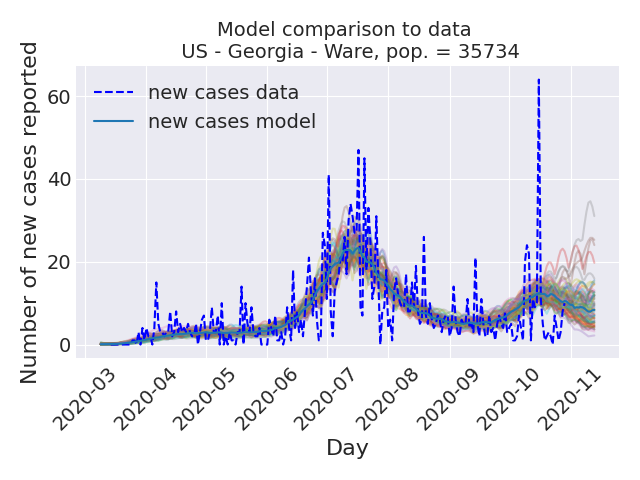 Model comparison to data
US - Georgia - Ware, pop. = 35734
new cases data
new cases model
Number of new cases reported
60
40
20
0
2020-03
2020-04
2020-05
2020-06
2020-07
2020-08
2020-09
2020-10
2020-11
Day